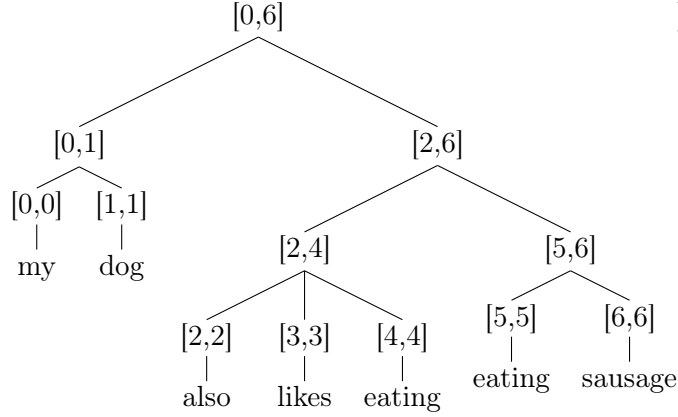 [0,6]
[0,1] [2,6]
[0,0] [1,1]
my dog
[2,4] [5,6]
[2,2] [3,3] [4,4] [5,5] [6,6]
also likes eating eating sausage